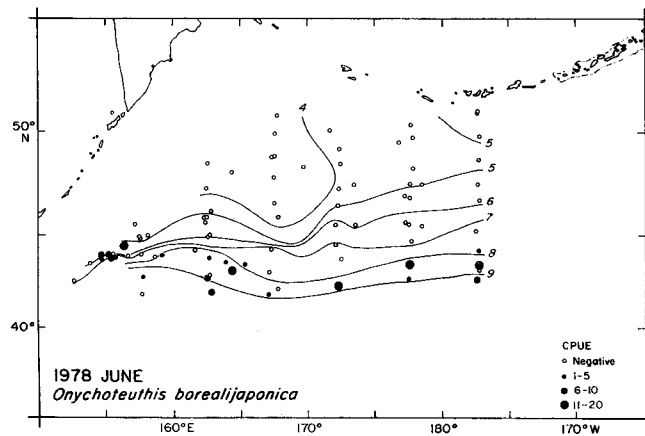 50°
N
40°
4
5
5
6
7
8
9
1978 JUNE
Onychoteuthis borealijaponica
CPUE
Negative
1-5
6-10
11-20
160°E
170°
180°
170°W